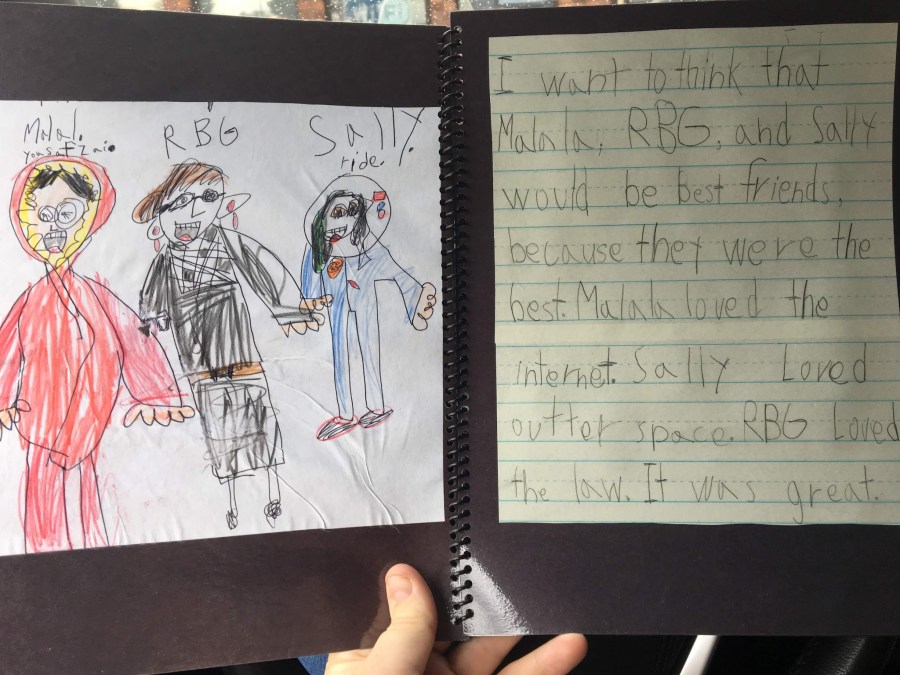 Malal.
yousafzai.
RBG
Sally.
ride.
I want to think that
Malala, RBG, and Sally
would be best friends,
because they were the
best. Malala loved the
internet. Sally Loved
outter space. RBG Loved
the law. It was great.